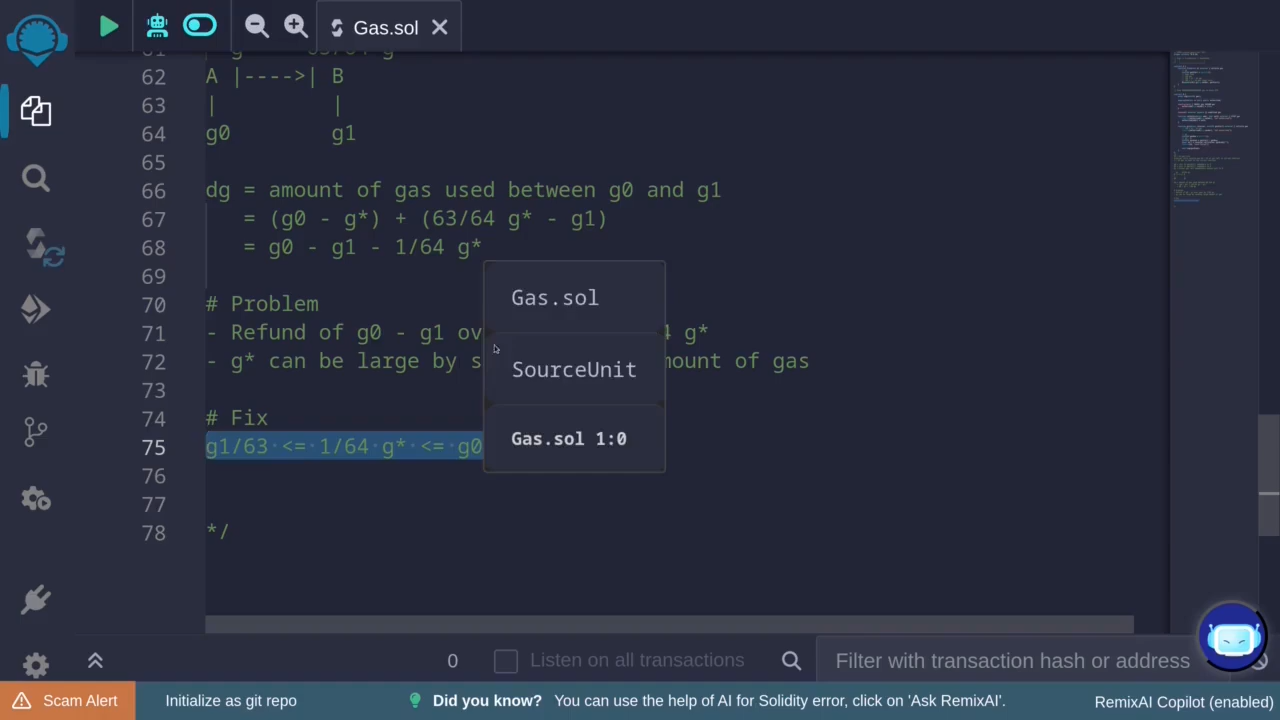 Gas.sol
61 g 63/64 g
62 A |---->| B
63 | |
64 g0 g1
65
66 dg = amount of gas used between g0 and g1
67 = (g0 - g*) + (63/64 g* - g1)
68 = g0 - g1 - 1/64 g*
69
70 # Problem
71 - Refund of g0 - g1 g*
72 - g* can be large by amount of gas
73
74 # Fix
75 g1/63 <= 1/64 g* <= g0
76
77
78 */
Gas.sol
SourceUnit
Gas.sol 1:0
0 Listen on all transactions Filter with transaction hash or address
Scam Alert Initialize as git repo Did you know? You can use the help of AI for Solidity error, click on 'Ask RemixAI'. RemixAI Copilot (enabled)